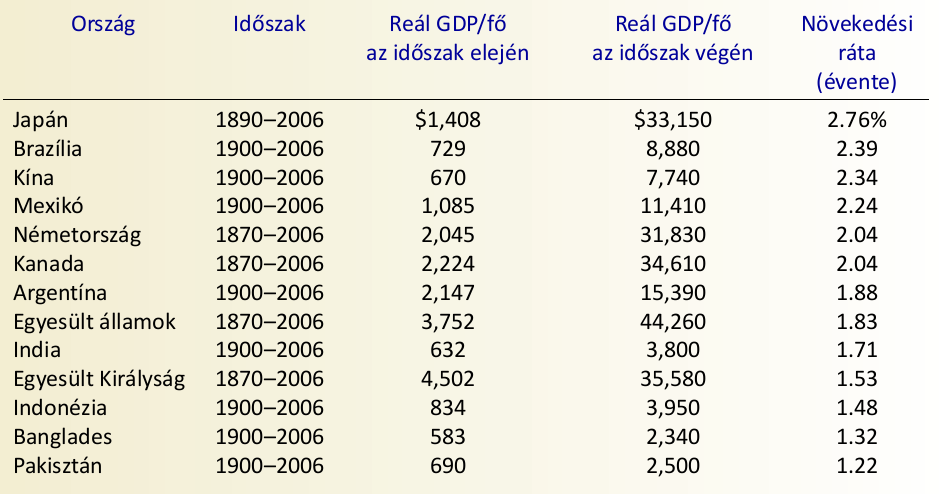 Ország Időszak Reál GDP/fő Reál GDP/fő Növekedési
az időszak elején az időszak végén ráta
(évente)
Japán 1890–2006 $1,408 $33,150 2.76%
Brazília 1900–2006 729 8,880 2.39
Kína 1900–2006 670 7,740 2.34
Mexikó 1900–2006 1,085 11,410 2.24
Németország 1870–2006 2,045 31,830 2.04
Kanada 1870–2006 2,224 34,610 2.04
Argentína 1900–2006 2,147 15,390 1.88
Egyesült államok 1870–2006 3,752 44,260 1.83
India 1900–2006 632 3,800 1.71
Egyesült Királyság 1870–2006 4,502 35,580 1.53
Indonézia 1900–2006 834 3,950 1.48
Banglades 1900–2006 583 2,340 1.32
Pakisztán 1900–2006 690 2,500 1.22